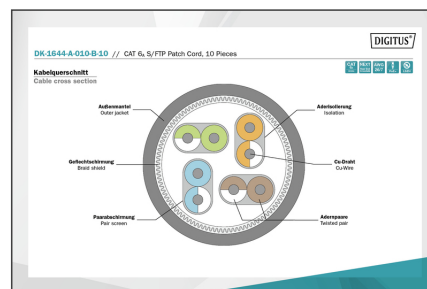 DIGITUS®
DK-1644-A-010-B-10 // CAT 6A S/FTP Patch Cord, 10 Pieces
Kabelquerschnitt
Cable cross section
Außenmantel
Outer jacket
Aderisolierung
Isolation
Geflechtschirmung
Braid shield
Cu-Draht
Cu-Wire
Paarabschirmung
Pair screen
Adernpaare
Twisted pair